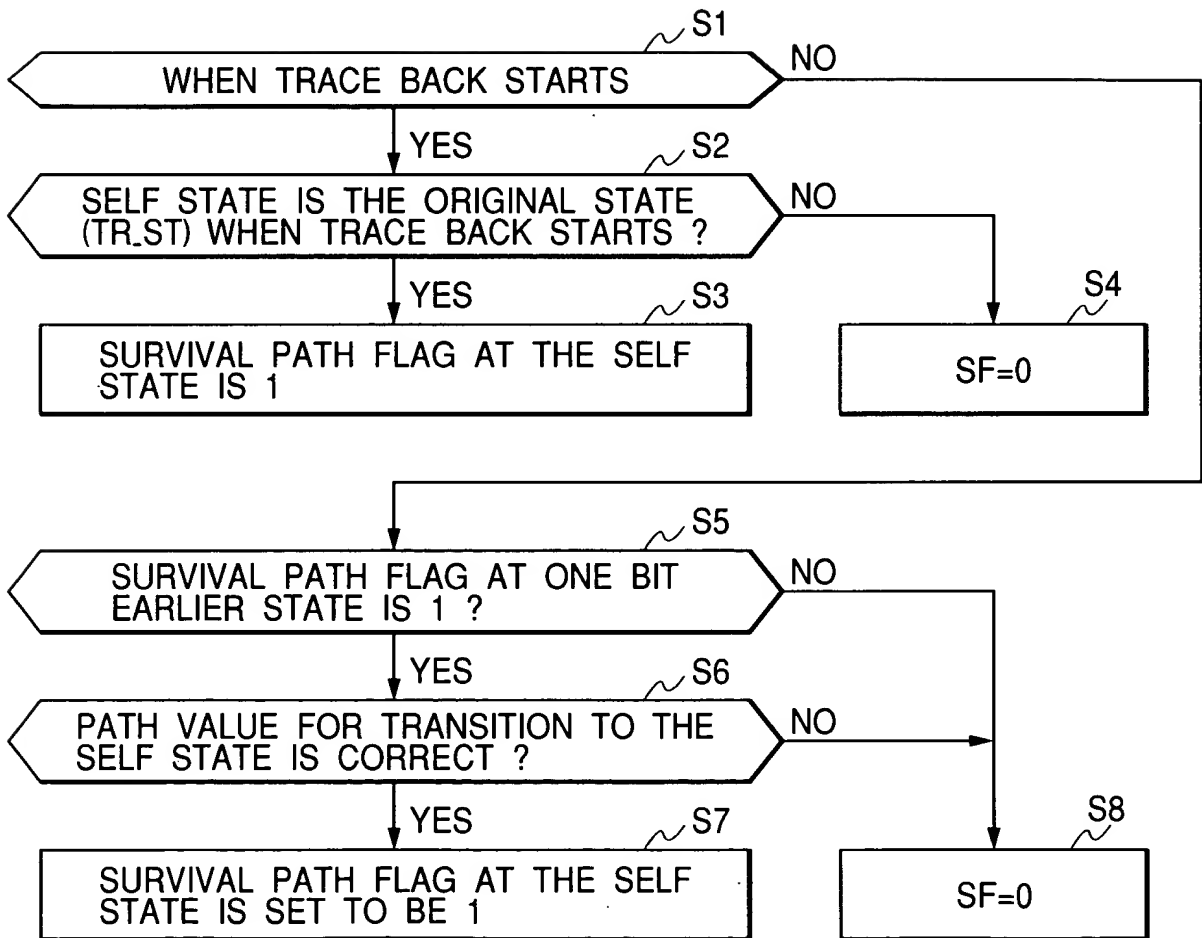 S1
WHEN TRACE BACK STARTS
NO
YES
S2
SELF STATE IS THE ORIGINAL STATE
(TR_ST) WHEN TRACE BACK STARTS ?
NO
YES
S3
SURVIVAL PATH FLAG AT THE SELF
STATE IS 1
S4
SF=0
S5
SURVIVAL PATH FLAG AT ONE BIT
EARLIER STATE IS 1 ?
NO
YES
S6
PATH VALUE FOR TRANSITION TO THE
SELF STATE IS CORRECT ?
NO
YES
S7
SURVIVAL PATH FLAG AT THE SELF
STATE IS SET TO BE 1
S8
SF=0